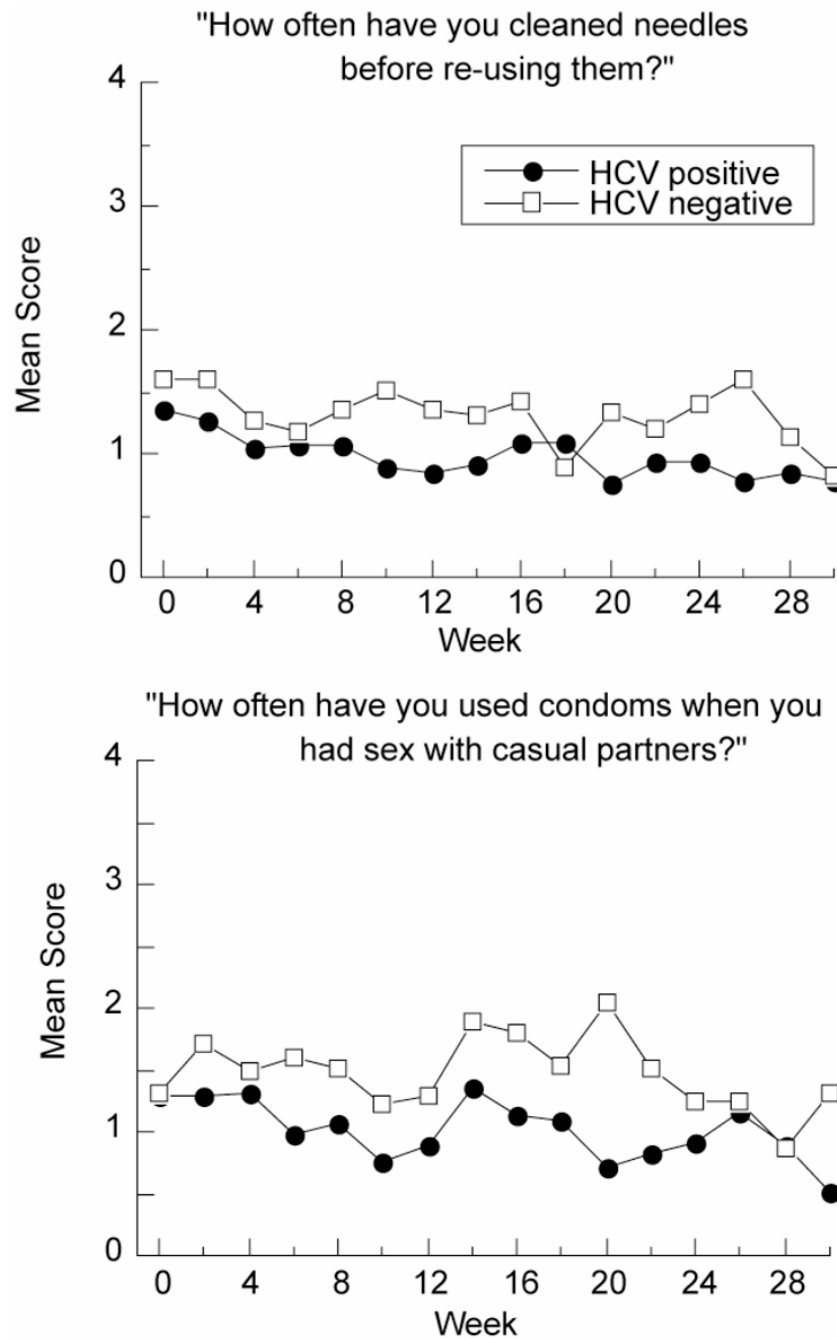 "How often have you cleaned needles
before re-using them?"
4
HCV positive
HCV negative
3
Mean Score
2
1
0
0 4 8 12 16 20 24 28
Week
"How often have you used condoms when you
had sex with casual partners?"
4
3
Mean Score
2
1
0
0 4 8 12 16 20 24 28
Week